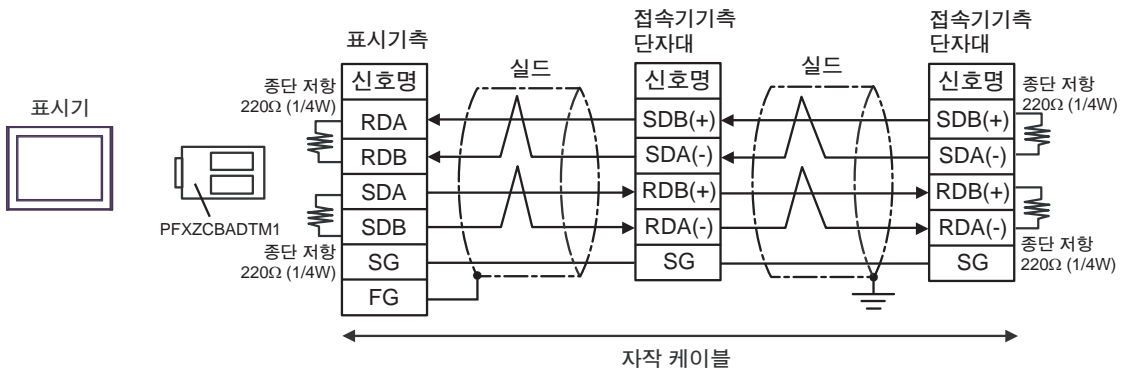 표시기
PFXZCBADTM1
표시기측
신호명
RDA
RDB
SDA
SDB
SG
FG
종단 저항
220Ω (1/4W)
종단 저항
220Ω (1/4W)
실드
접속기기측
단자대
신호명
SDB(+)
SDA(-)
RDB(+)
RDA(-)
SG
실드
접속기기측
단자대
신호명
SDB(+)
SDA(-)
RDB(+)
RDA(-)
SG
종단 저항
220Ω (1/4W)
종단 저항
220Ω (1/4W)
자작 케이블